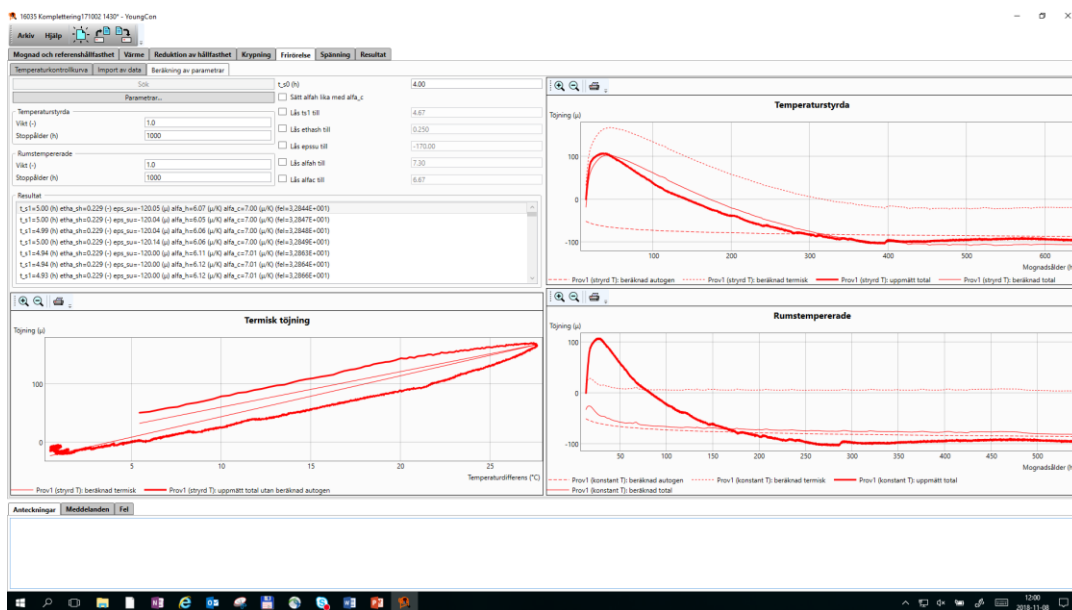 16035 Komplettering171002 1430* - YoungCon
Arkiv Hjälp
Mognad och referenshållfasthet Värme Reduktion av hållfasthet Krypning Frirörelse Spänning Resultat
Temperaturkontrollkurva Import av data Beräkning av parametrar
Sök
Parametrar...
Temperaturstyrda
Vikt (-) 1.0
Stoppålder (h) 1000
Rumstempererade
Vikt (-) 1.0
Stoppålder (h) 1000
t_s0 (h) 4.00
Sätt alfah lika med alfa_c
Lås ts1 till 4.67
Lås ethash till 0.250
Lås epssu till -170.00
Lås alfah till 7.30
Lås alfac till 6.67
Resultat
t_s1=5.00 (h) etha_sh=0.229 (-) eps_su=-120.05 (µ) alfa_h=6.07 (µ/K) alfa_c=7.00 (µ/K) (fel=3,2844E+001)
t_s1=5.00 (h) etha_sh=0.229 (-) eps_su=-120.04 (µ) alfa_h=6.05 (µ/K) alfa_c=7.00 (µ/K) (fel=3,2847E+001)
t_s1=4.99 (h) etha_sh=0.229 (-) eps_su=-120.04 (µ) alfa_h=6.06 (µ/K) alfa_c=7.00 (µ/K) (fel=3,2848E+001)
t_s1=5.00 (h) etha_sh=0.229 (-) eps_su=-120.14 (µ) alfa_h=6.06 (µ/K) alfa_c=7.00 (µ/K) (fel=3,2849E+001)
t_s1=4.94 (h) etha_sh=0.229 (-) eps_su=-120.00 (µ) alfa_h=6.11 (µ/K) alfa_c=7.01 (µ/K) (fel=3,2863E+001)
t_s1=4.94 (h) etha_sh=0.229 (-) eps_su=-120.00 (µ) alfa_h=6.12 (µ/K) alfa_c=7.01 (µ/K) (fel=3,2864E+001)
t_s1=4.93 (h) etha_sh=0.229 (-) eps_su=-120.00 (µ) alfa_h=6.12 (µ/K) alfa_c=7.01 (µ/K) (fel=3,2866E+001)
Termisk töjning
Töjning (µ)
100
0
5 10 15 20 25
Temperaturdifferens (°C)
Prov1 (stryd T): beräknad termisk Prov1 (stryd T): uppmätt total utan beräknad autogen
Temperaturstyrda
Töjning (µ)
100
0
-100
100 200 300 400 500 600
Mognadsålder (h
Prov1 (stryd T): beräknad autogen Prov1 (stryd T): beräknad termisk Prov1 (stryd T): uppmätt total Prov1 (stryd T): beräknad total
Rumstempererade
Töjning (µ)
100
0
-100
50 100 150 200 250 300 350 400 450 500
Mognadsålder (h
Prov1 (konstant T): beräknad autogen Prov1 (konstant T): beräknad termisk Prov1 (konstant T): uppmätt total
Prov1 (konstant T): beräknad total
Anteckningar Meddelanden Fel
12:00
2018-11-08